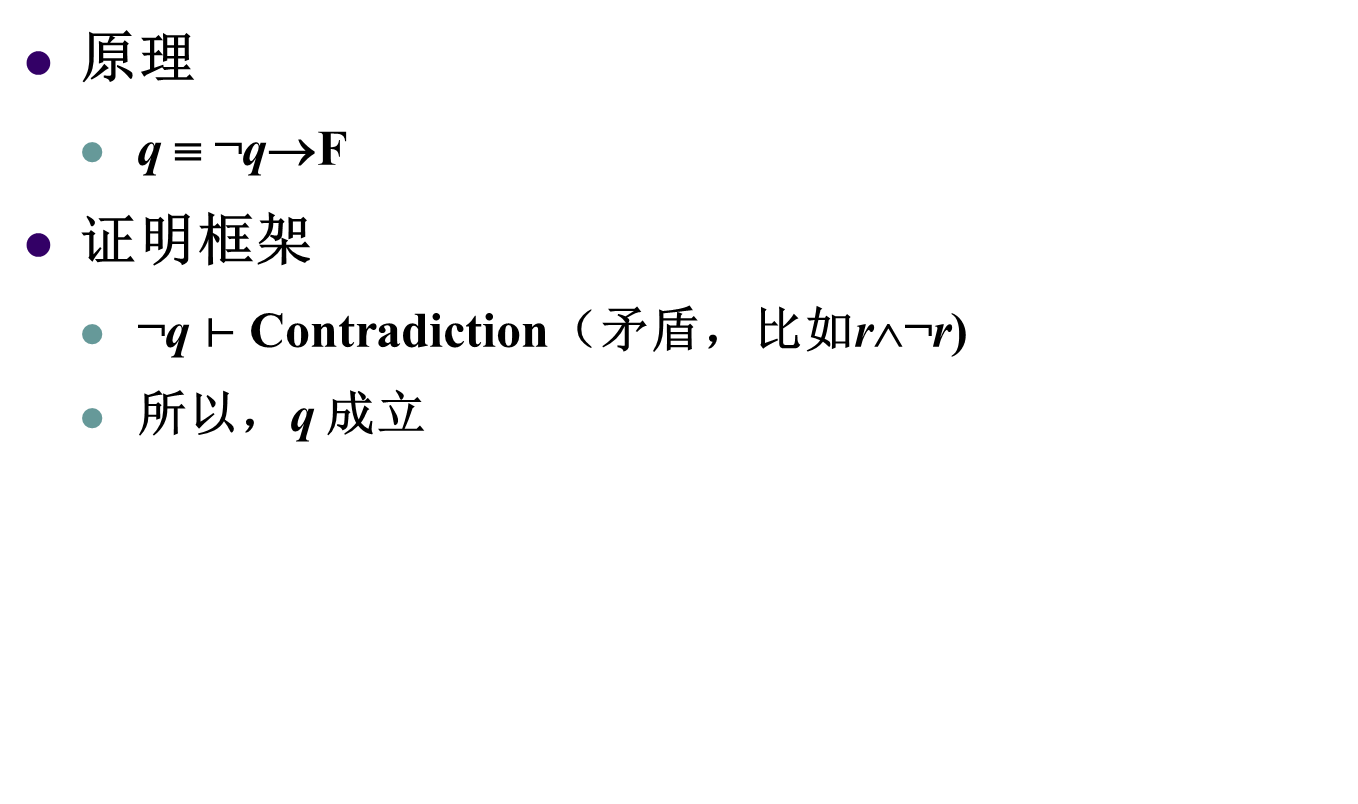 原理
q ≡ ¬q→F
证明框架
¬q ⊢ Contradiction（矛盾，比如r∧¬r)
所以，q 成立